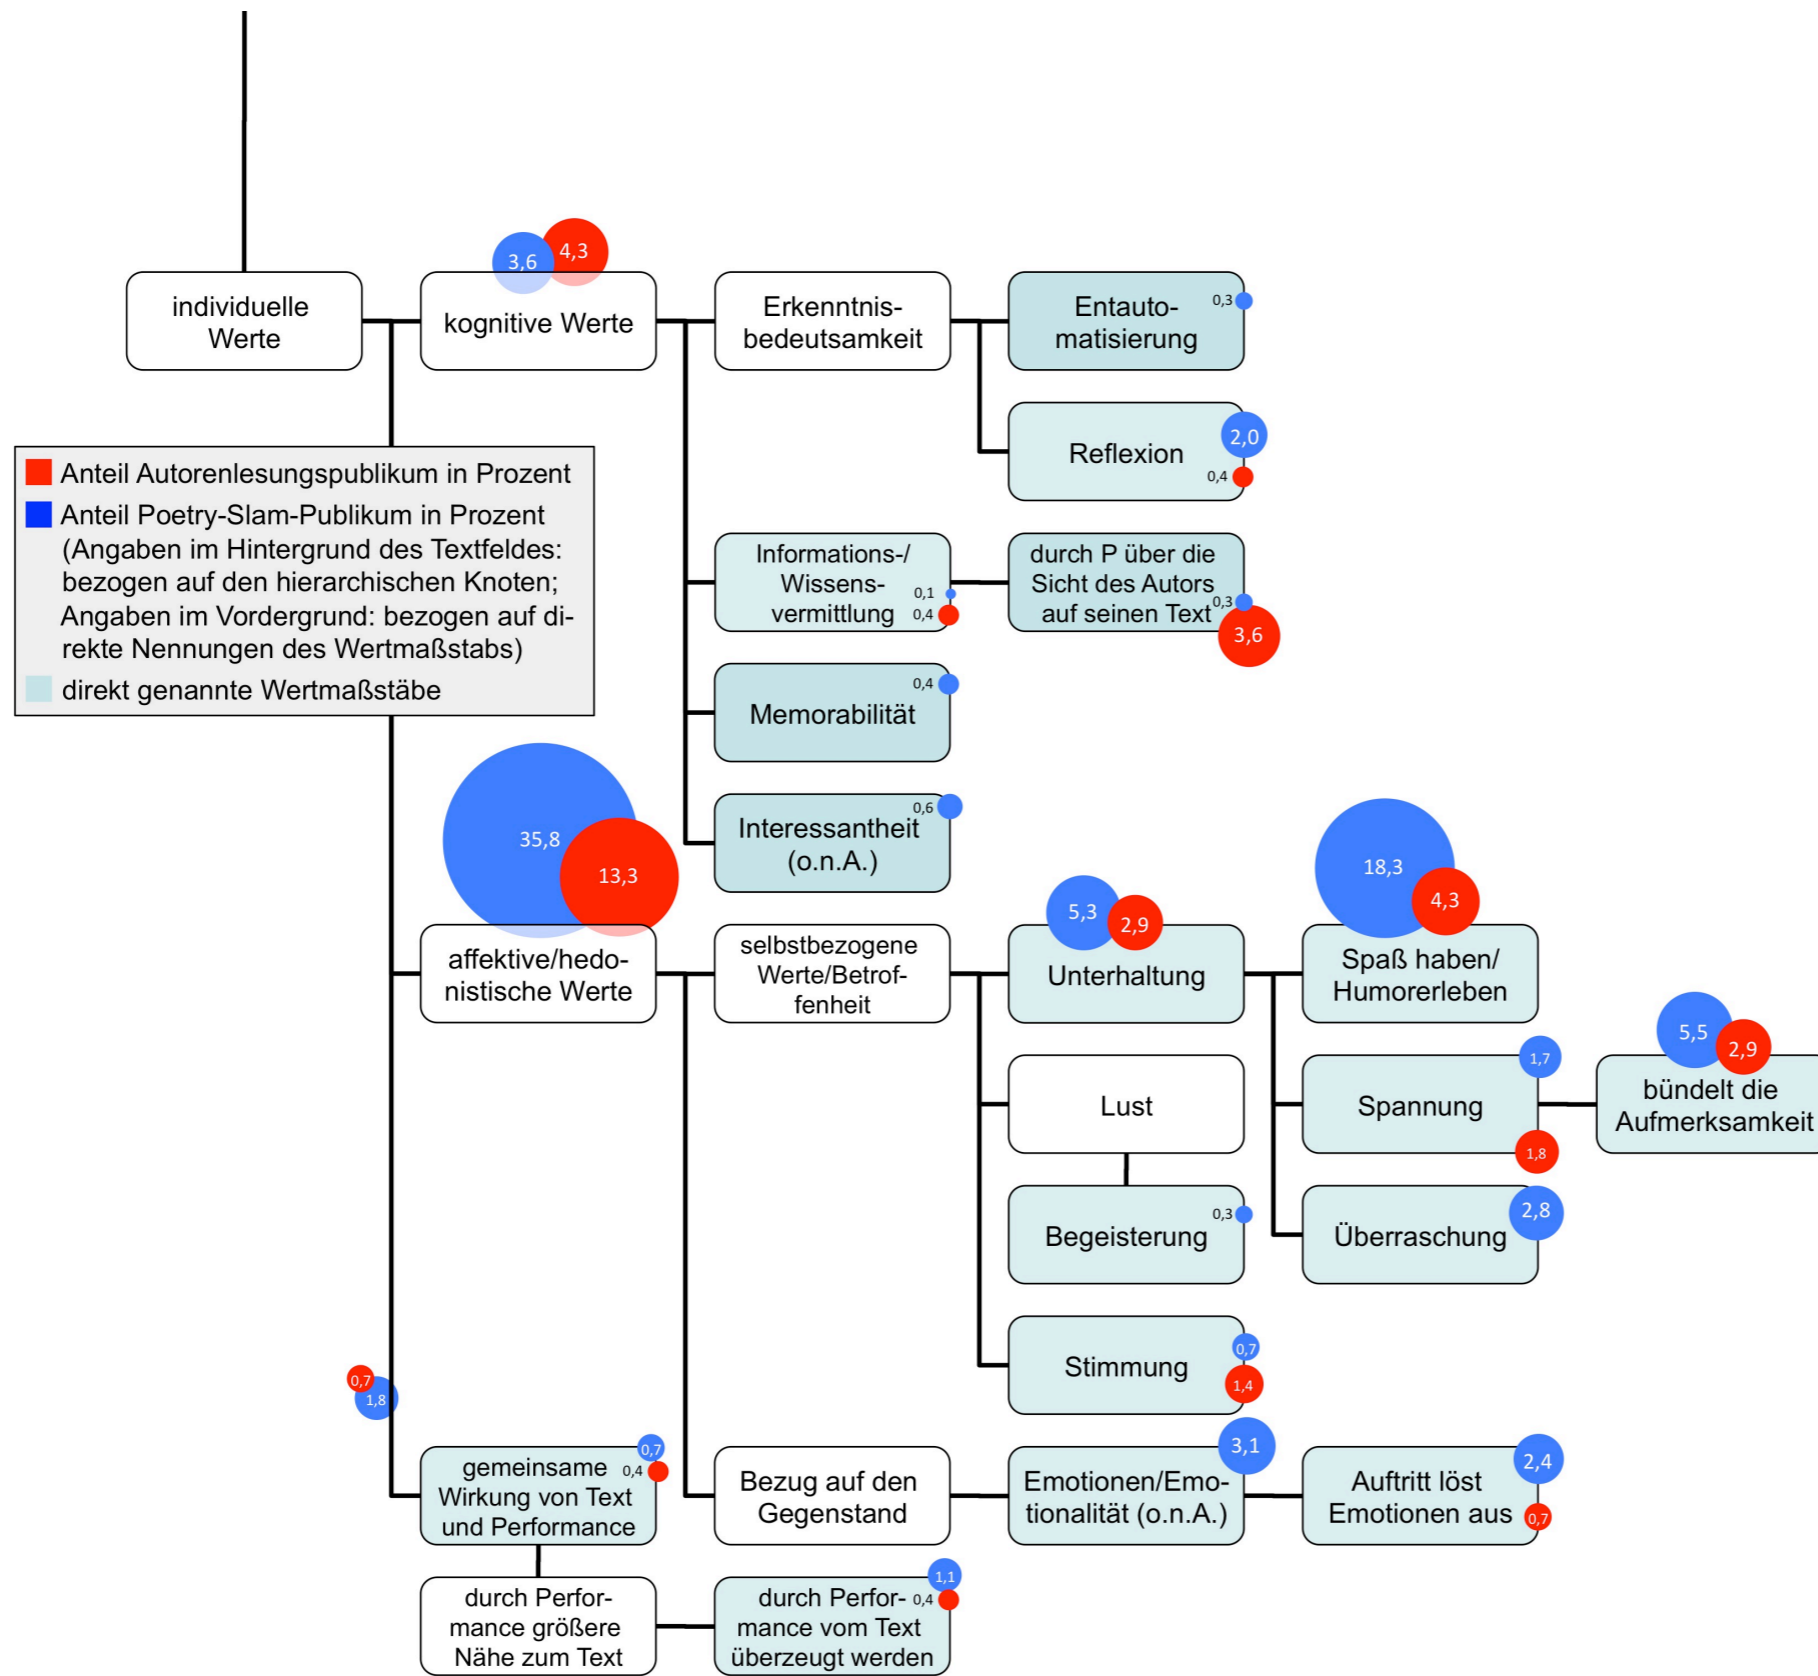 3,6
4,3
individuelle
Werte
kognitive Werte
Erkenntnis-
bedeutsamkeit
Entauto-
matisierung
0,3
Reflexion
2,0
0,4
Anteil Autorenlesungspublikum in Prozent
Anteil Poetry-Slam-Publikum in Prozent
(Angaben im Hintergrund des Textfeldes:
bezogen auf den hierarchischen Knoten;
Angaben im Vordergrund: bezogen auf di-
rekte Nennungen des Wertmaßstabs)
direkt genannte Wertmaßstäbe
Informations-/
Wissens-
vermittlung
0,1
0,4
durch P über die
Sicht des Autors
auf seinen Text
0,3
3,6
Memorabilität
0,4
Interessantheit
(o.n.A.)
0,6
35,8
13,3
affektive/hedo-
nistische Werte
selbstbezogene
Werte/Betrof-
fenheit
5,3
2,9
Unterhaltung
18,3
4,3
Spaß haben/
Humorerleben
Lust
Spannung
1,7
1,8
5,5
2,9
bündelt die
Aufmerksamkeit
Begeisterung
0,3
Überraschung
2,8
Stimmung
0,7
1,4
0,7
1,8
gemeinsame
Wirkung von Text
und Performance
0,7
0,4
Bezug auf den
Gegenstand
Emotionen/Emo-
tionalität (o.n.A.)
3,1
Auftritt löst
Emotionen aus
2,4
0,7
durch Perfor-
mance größere
Nähe zum Text
durch Perfor-
mance vom Text
überzeugt werden
1,1
0,4